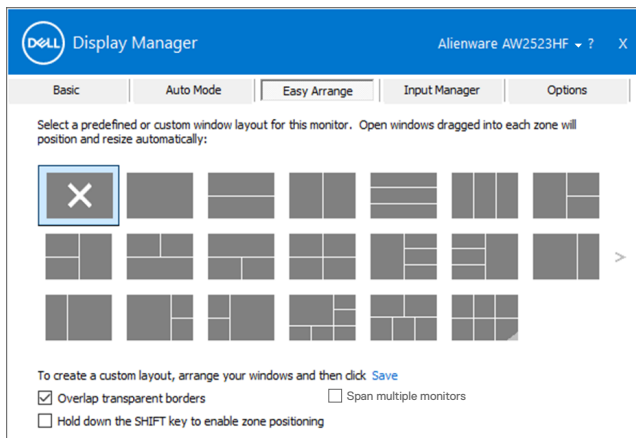 DELL Display Manager Alienware AW2523HF ? X
Basic Auto Mode Easy Arrange Input Manager Options
Select a predefined or custom window layout for this monitor.  Open windows dragged into each zone will
position and resize automatically:
>
To create a custom layout, arrange your windows and then click Save
Overlap transparent borders Span multiple monitors
Hold down the SHIFT key to enable zone positioning